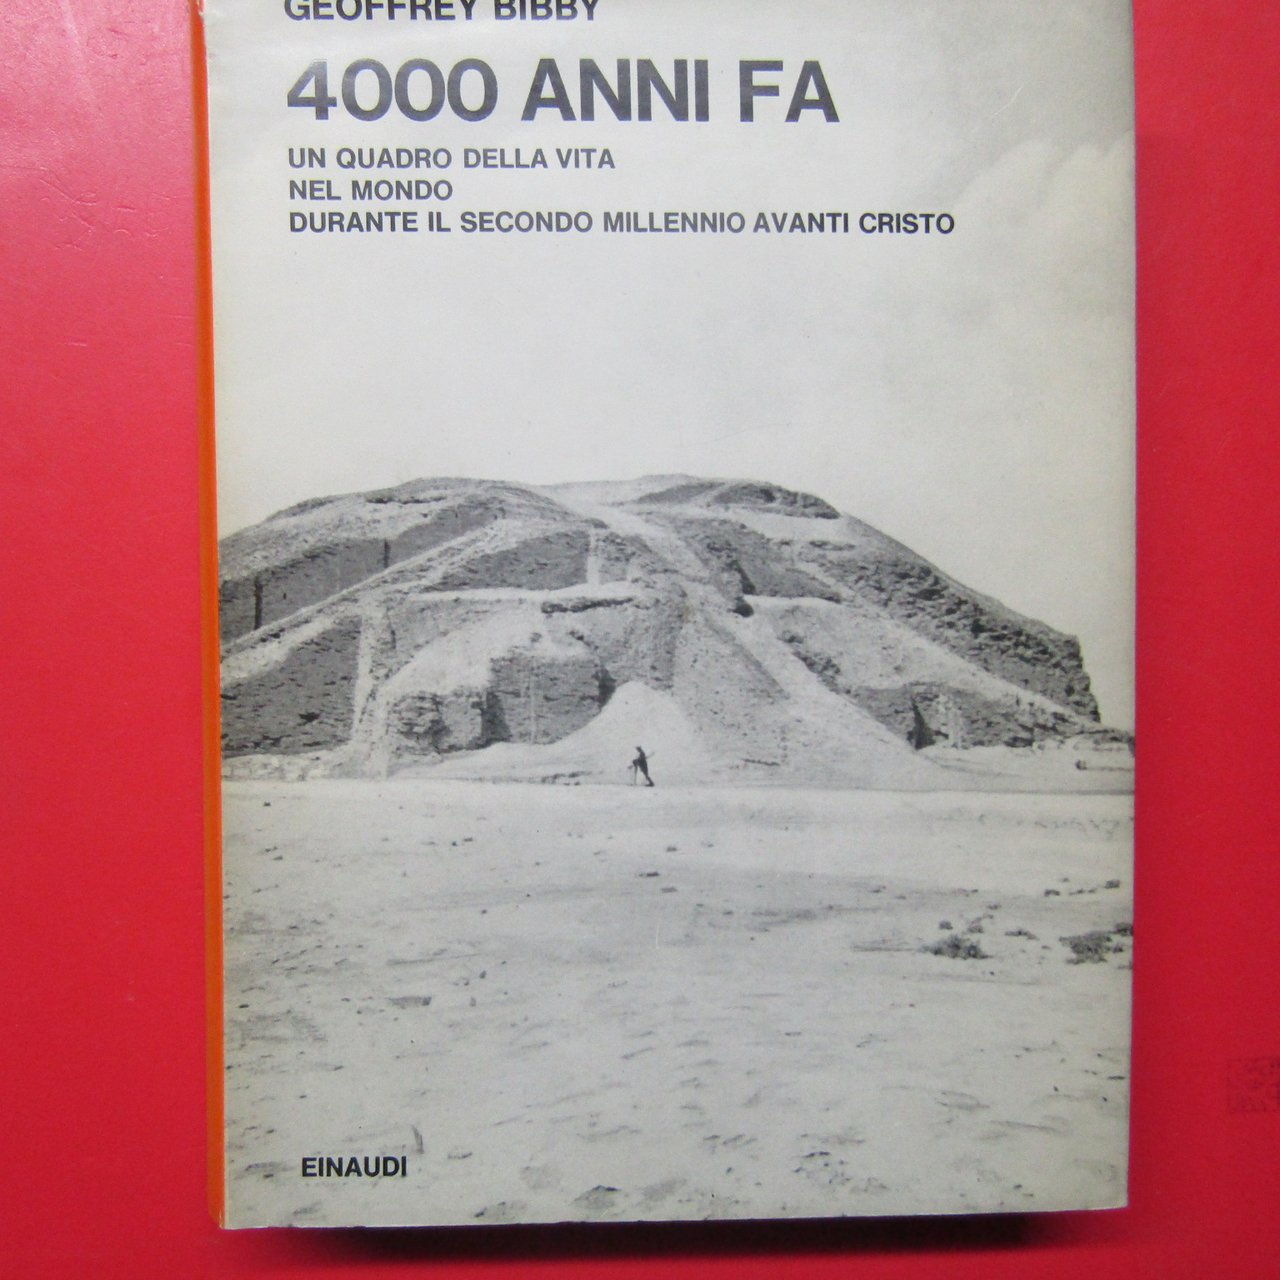 GEOFFREY BIBBY
4000 ANNI FA
UN QUADRO DELLA VITA
NEL MONDO
DURANTE IL SECONDO MILLENNIO AVANTI CRISTO
EINAUDI